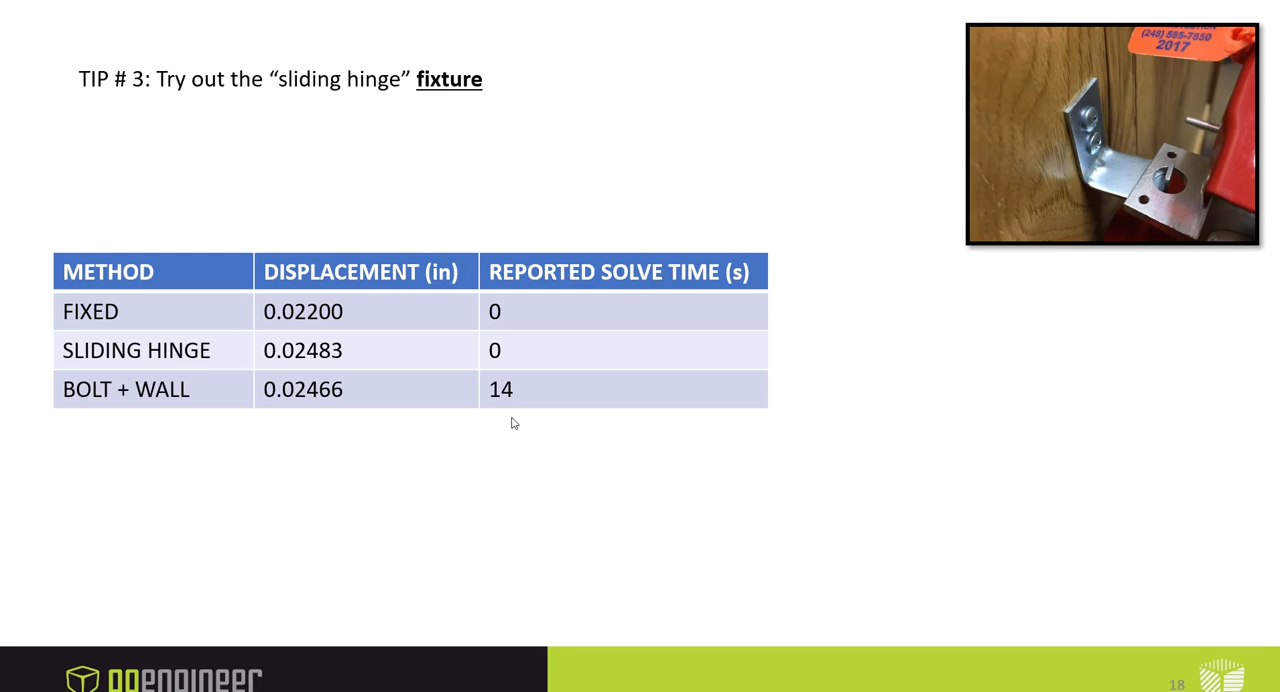 TIP # 3: Try out the “sliding hinge” fixture
(248) 585-7850
2017
METHOD DISPLACEMENT (in) REPORTED SOLVE TIME (s)
FIXED 0.02200 0
SLIDING HINGE 0.02483 0
BOLT + WALL 0.02466 14
goengineer
18